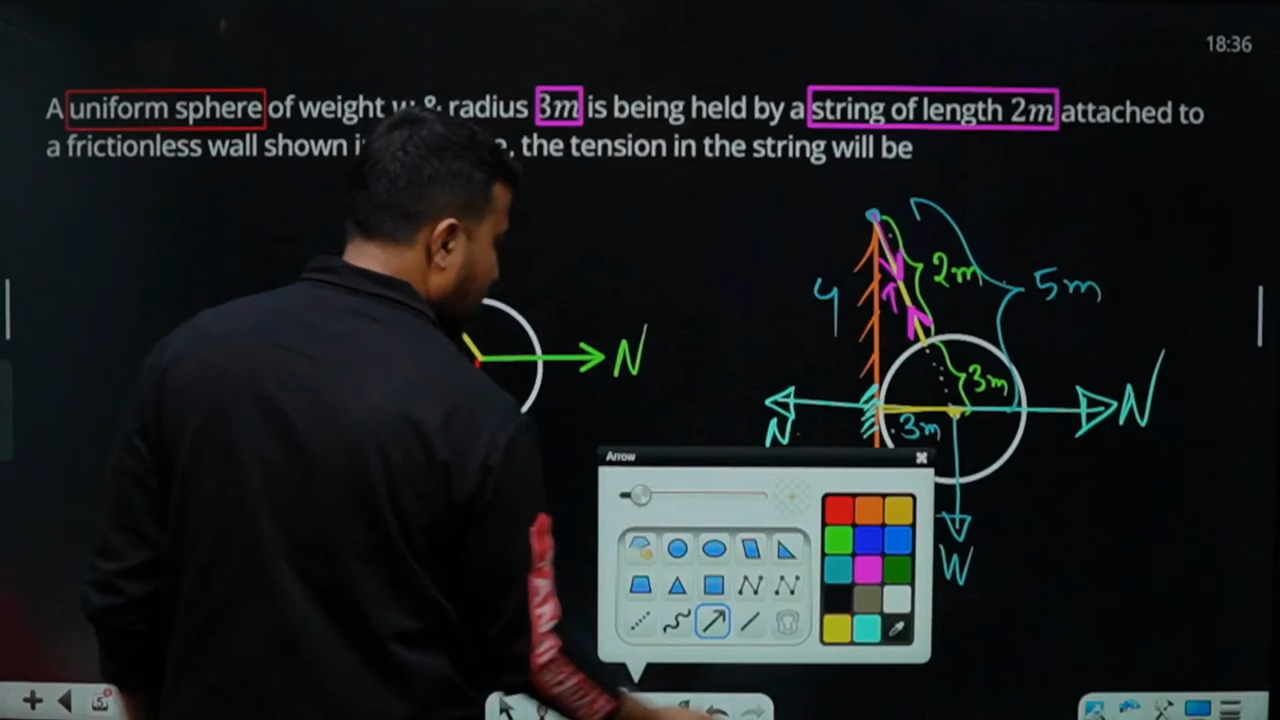 18:36
A uniform sphere of weight w & radius 3m is being held by a string of length 2m attached to
a frictionless wall shown the tension in the string will be
2m
5m
4
T
3m
N
N
N
3m
W
Arrow